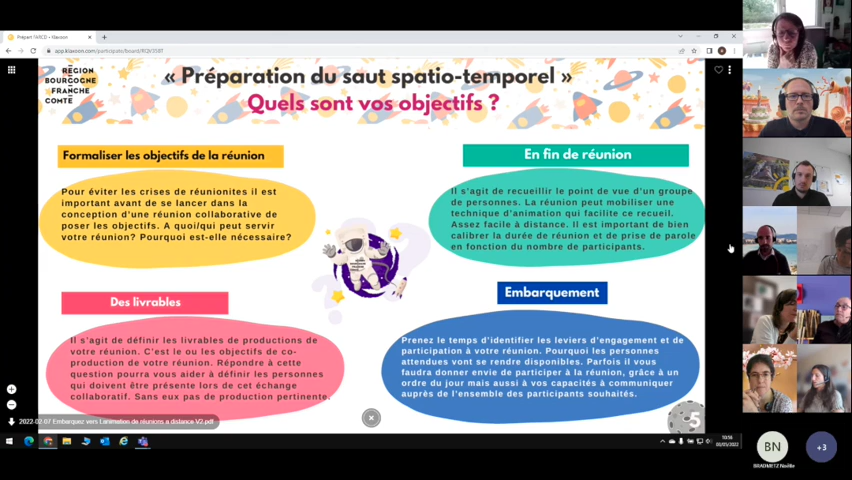 Prépart l'ARCD
app.klaxoon.com/participate/board/RQV3SBT
RÉGION
BOURGOGNE
FRANCHE
COMTÉ
« Préparation du saut spatio-temporel »
Quels sont vos objectifs ?
Formaliser les objectifs de la réunion
Pour éviter les crises de réunionites il est
important avant de se lancer dans la
conception d'une réunion collaborative de
poser les objectifs. A quoi/qui peut servir
votre réunion? Pourquoi est-elle nécessaire?
En fin de réunion
Il s'agit de recueillir le point de vue d'un groupe
de personnes. La réunion peut mobiliser une
technique d'animation qui facilite ce recueil.
Assez facile à distance. Il est important de bien
calibrer la durée de réunion et de prise de parole
en fonction du nombre de participants.
Des livrables
Il s'agit de définir les livrables de productions de
votre réunion. C'est le ou les objectifs de co-
production de votre réunion. Répondre à cette
question pourra vous aider à définir les personnes
qui doivent être présente lors de cet échange
collaboratif. Sans eux pas de production pertinente.
Embarquement
Prenez le temps d'identifier les leviers d'engagement et de
participation à votre réunion. Pourquoi les personnes
attendues vont se rendre disponibles. Parfois il vous
faudra donner envie de participer à la réunion, grâce à un
ordre du jour mais aussi à vos capacités à communiquer
auprès de l'ensemble des participants souhaités.
5
2022-02-07 Embarquez vers l'animation de réunions a distance V2.pdf
10:56
BN
BRADMETZ Noëlle
+3